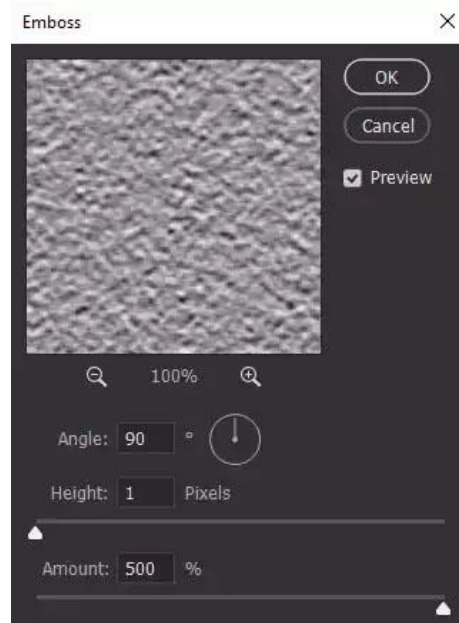 Emboss
OK
Cancel
Preview
100%
Angle: 90 °
Height: 1 Pixels
Amount: 500 %